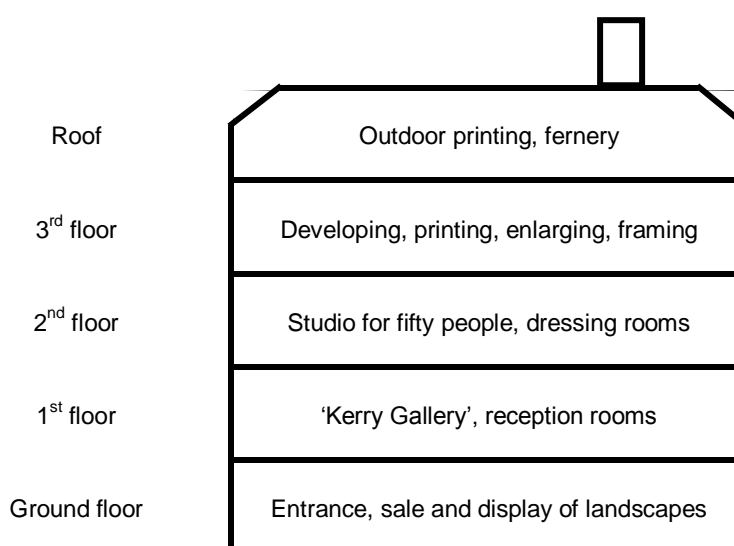 Roof Outdoor printing, fernery
3rd floor Developing, printing, enlarging, framing
2nd floor Studio for fifty people, dressing rooms
1st floor ‘Kerry Gallery’, reception rooms
Ground floor Entrance, sale and display of landscapes